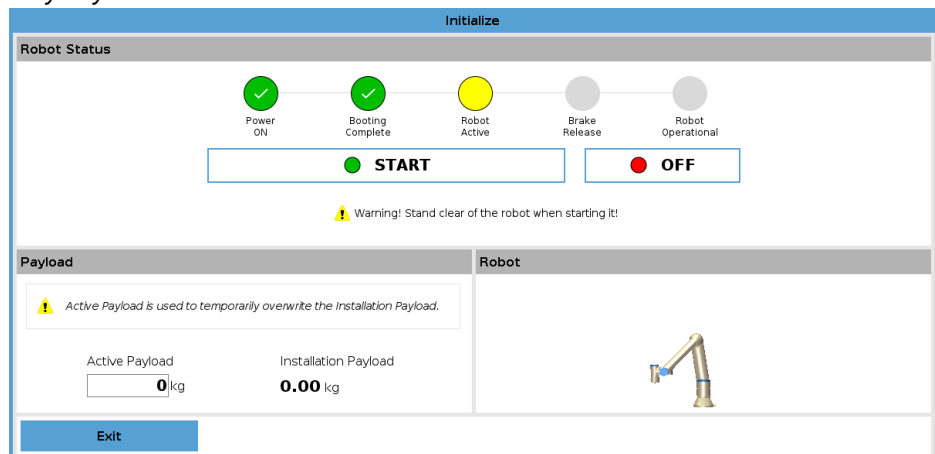 Initialize
Robot Status
Power
ON
Booting
Complete
Robot
Active
Brake
Release
Robot
Operational
START
OFF
Warning! Stand clear of the robot when starting it!
Payload
Robot
Active Payload is used to temporarily overwrite the Installation Payload.
Active Payload
Installation Payload
0 kg
0.00 kg
Exit